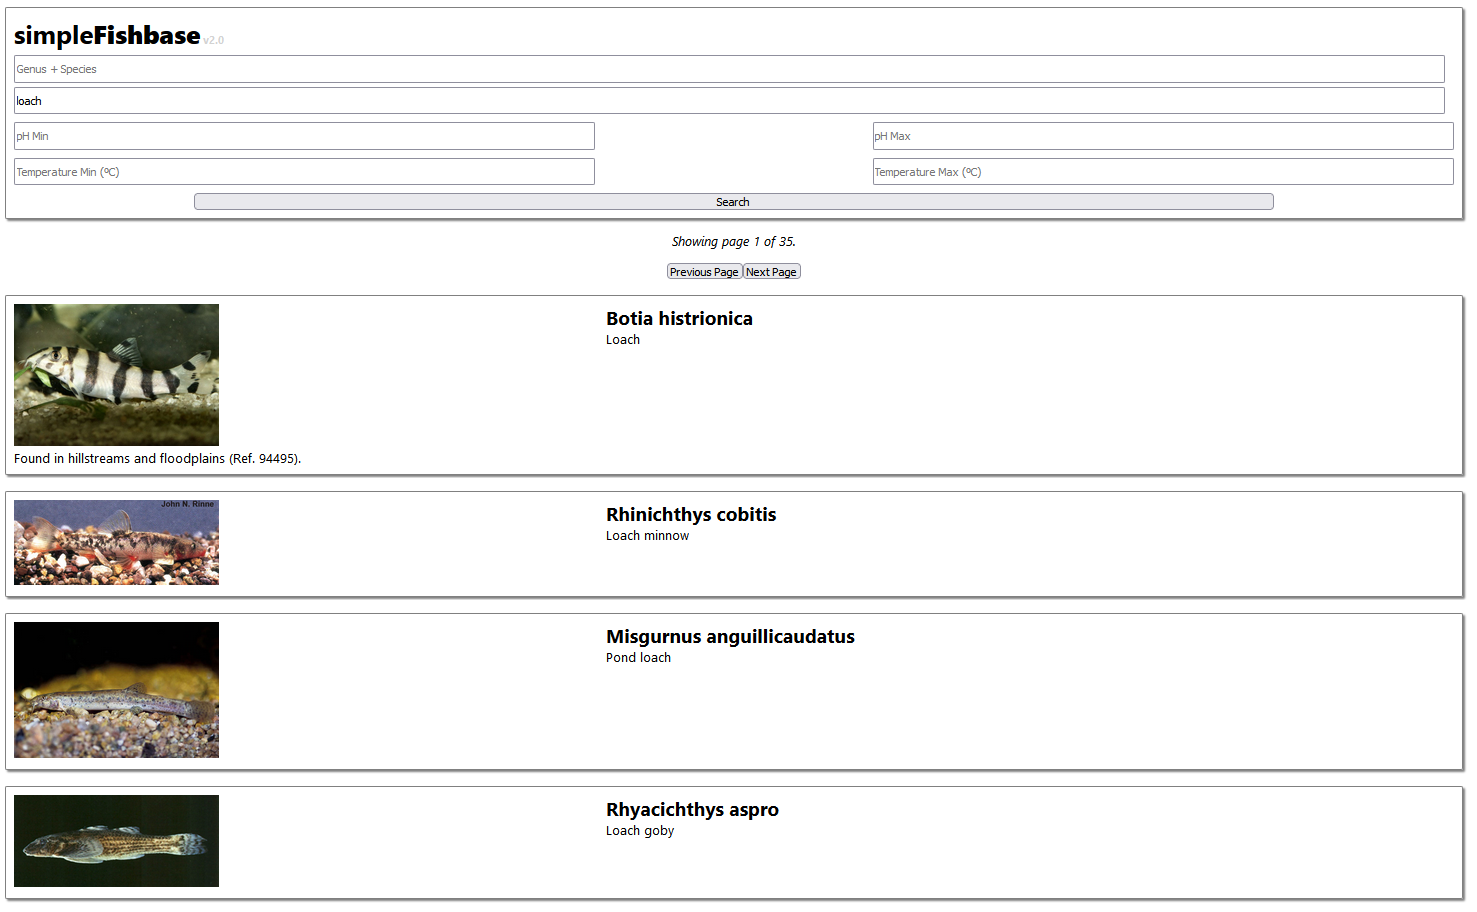 simpleFishbase v2.0
Genus + Species
loach
pH Min pH Max
Temperature Min (ºC) Temperature Max (ºC)
Search
Showing page 1 of 35.
Previous Page Next Page
Botia histrionica
Loach
Found in hillstreams and floodplains (Ref. 94495).
John N. Rinne
Rhinichthys cobitis
Loach minnow
Misgurnus anguillicaudatus
Pond loach
Rhyacichthys aspro
Loach goby